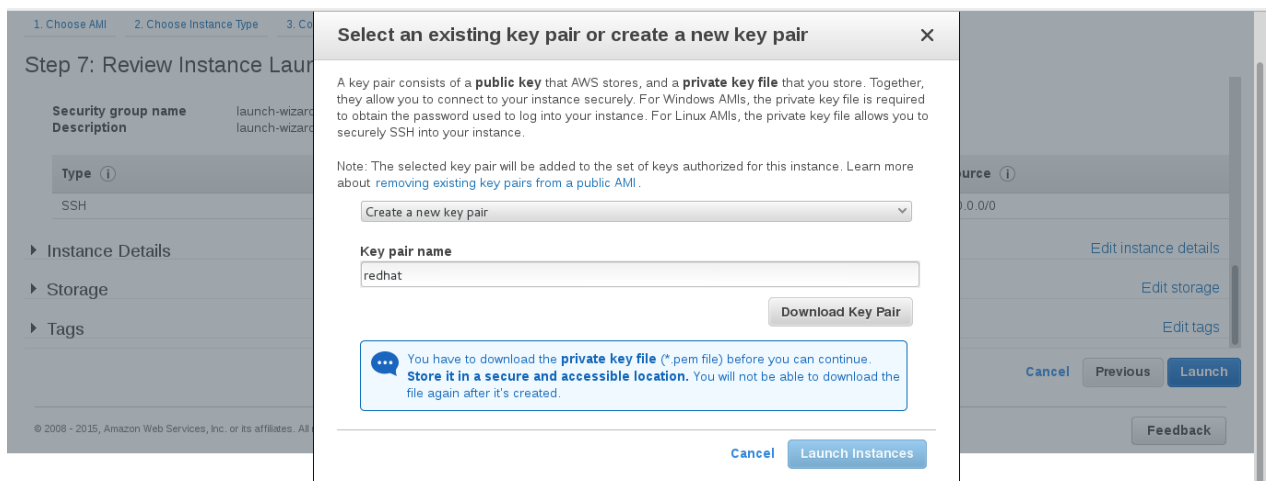 1. Choose AMI 2. Choose Instance Type 3. Co
Step 7: Review Instance Laun
Security group name launch-wizard
Description launch-wizard
Type
ource
SSH
0.0.0/0
Instance Details
Edit instance details
Storage
Edit storage
Tags
Edit tags
Cancel Previous Launch
© 2008 - 2015, Amazon Web Services, Inc. or its affiliates. All
Feedback
Select an existing key pair or create a new key pair
A key pair consists of a public key that AWS stores, and a private key file that you store. Together,
they allow you to connect to your instance securely. For Windows AMIs, the private key file is required
to obtain the password used to log into your instance. For Linux AMIs, the private key file allows you to
securely SSH into your instance.
Note: The selected key pair will be added to the set of keys authorized for this instance. Learn more
about removing existing key pairs from a public AMI.
Create a new key pair
Key pair name
redhat
Download Key Pair
You have to download the private key file (*.pem file) before you can continue.
Store it in a secure and accessible location. You will not be able to download the
file again after it's created.
Cancel Launch Instances